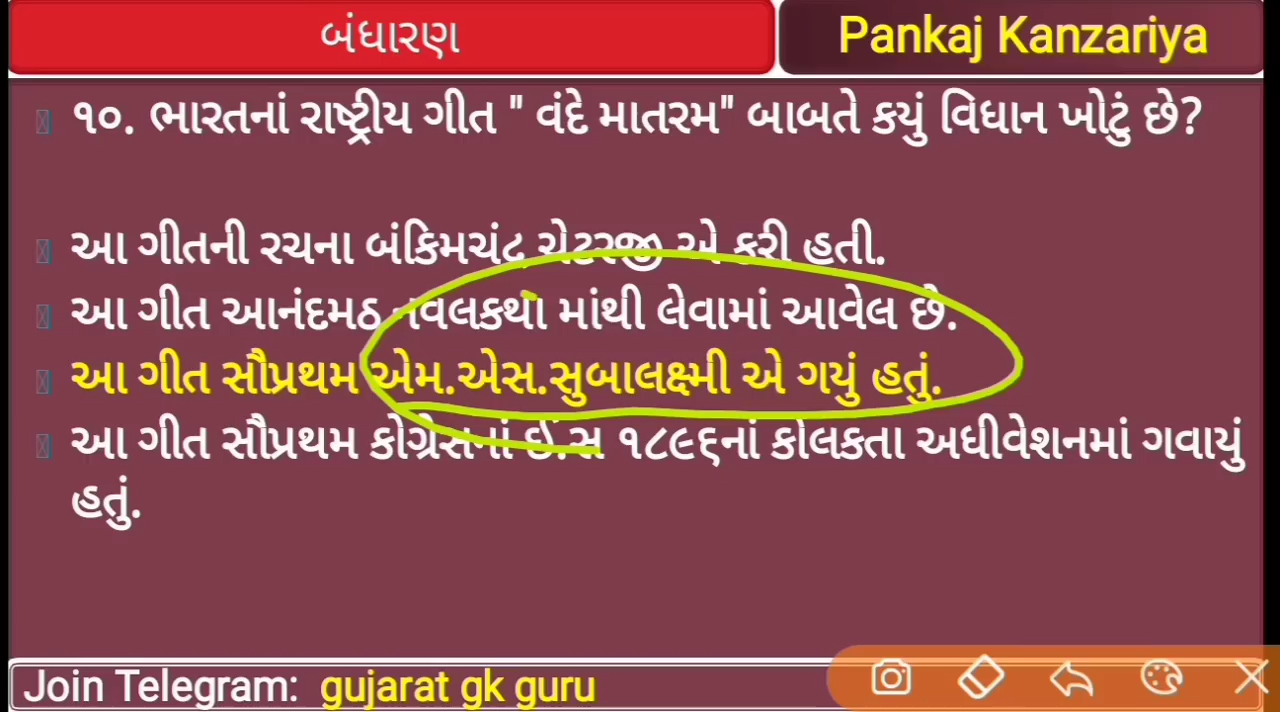 બંધારણ
Pankaj Kanzariya
૧૦. ભારતનાં રાષ્ટ્રીય ગીત " વંદે માતરમ" બાબતે કયું વિધાન ખોટું છે?
આ ગીતની રચના બંકિમચંદ્ર ચેટરજી એ કરી હતી.
આ ગીત આનંદમઠ નવલકથા માંથી લેવામાં આવેલ છે.
આ ગીત સૌપ્રથમ એમ.એસ.સુબાલક્ષ્મી એ ગયું હતું.
આ ગીત સૌપ્રથમ કોગ્રેસનાં ઈ.સ ૧૮૯૬નાં કોલકતા અધીવેશનમાં ગવાયું
હતું.
Join Telegram: gujarat gk guru